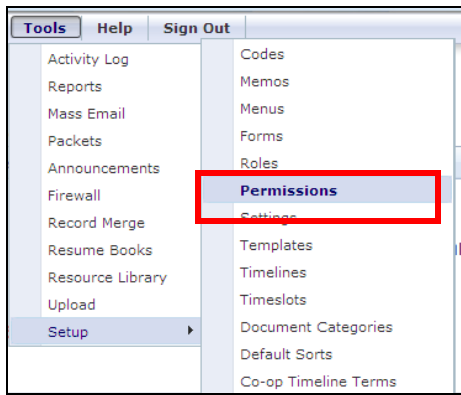 Tools Help Sign Out
Activity Log
Reports
Mass Email
Packets
Announcements
Firewall
Record Merge
Resume Books
Resource Library
Upload
Setup
Codes
Memos
Menus
Forms
Roles
Permissions
Settings
Templates
Timelines
Timeslots
Document Categories
Default Sorts
Co-op Timeline Terms